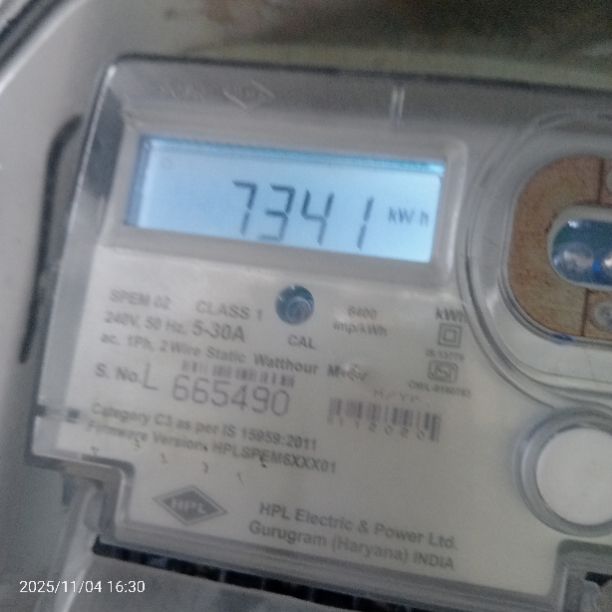 7341 kW·h
SPEM 02 CLASS 1 6400 kWh
240V, 50 Hz, 5-30A CAL imp/kWh
ac, 1Ph, 2Wire Static Watthour Meter
S. No. L 665490
Category C3 as per IS 15959:2011
Firmware Version: HPLSPEM6XXX01
HPL
HPL Electric & Power Ltd.
Gurugram (Haryana) INDIA
2025/11/04 16:30